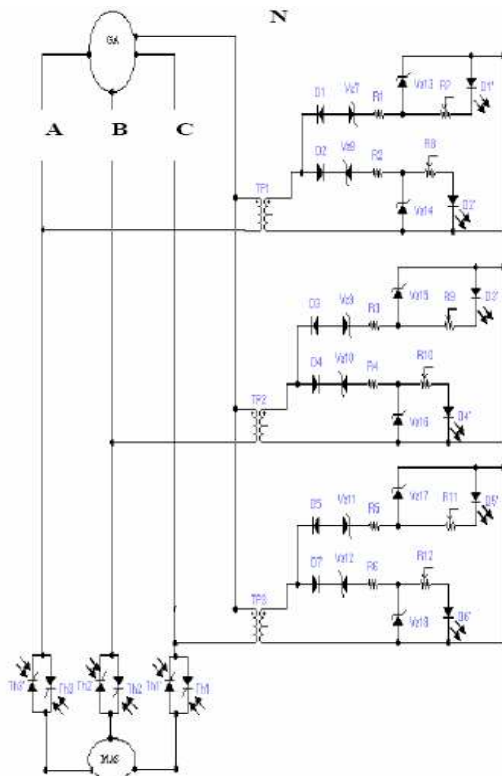 N
GA
A B C
D1 Vz7 R1 Vz13 R7 D1'
D2 Vz9 R2 R8
TP1 Vz14 D2'
D3 Vz8 R3 Vz15 R9 D3'
D4 Vz10 R4 R10
TP2 Vz16 D4'
D5 Vz11 R5 Vz17 R11 D5'
D7 Vz12 R6 R12
TP3 Vz18 D6'
Th3' Th3 Th2' Th2 Th1' Th1